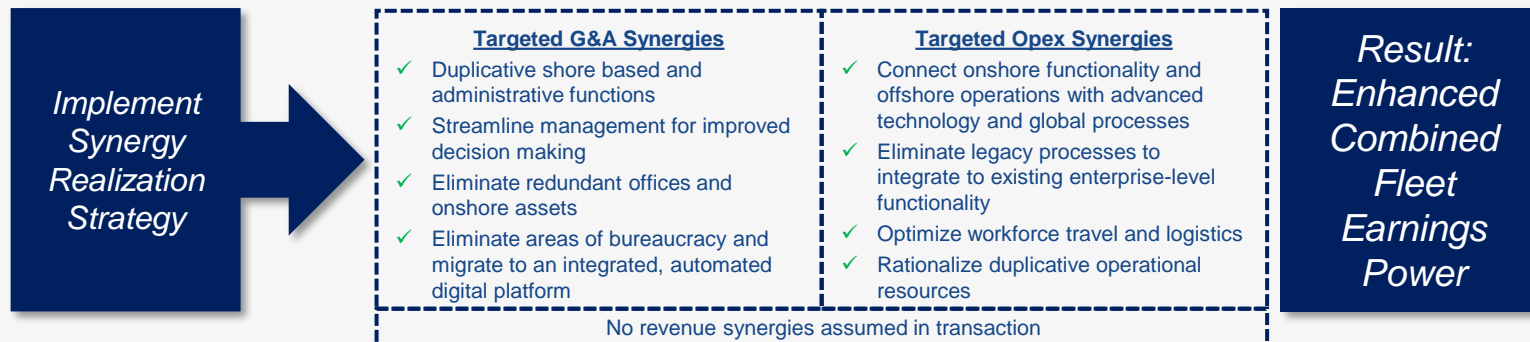 Implement
Synergy
Realization
Strategy
Targeted G&A Synergies
✓ Duplicative shore based and
administrative functions
✓ Streamline management for improved
decision making
✓ Eliminate redundant offices and
onshore assets
✓ Eliminate areas of bureaucracy and
migrate to an integrated, automated
digital platform
Targeted Opex Synergies
✓ Connect onshore functionality and
offshore operations with advanced
technology and global processes
✓ Eliminate legacy processes to
integrate to existing enterprise-level
functionality
✓ Optimize workforce travel and logistics
✓ Rationalize duplicative operational
resources
No revenue synergies assumed in transaction
Result:
Enhanced
Combined
Fleet
Earnings
Power